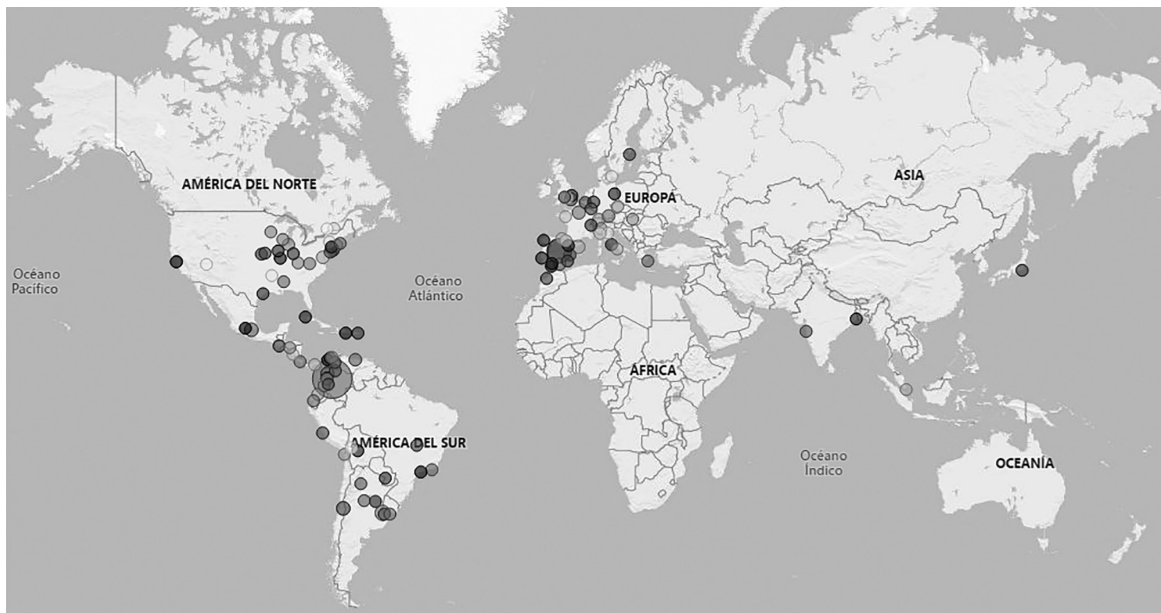 AMÉRICA DEL NORTE
ASIA
EUROPA
Océano
Pacífico
Océano
Atlántico
ÁFRICA
AMÉRICA DEL SUR
Océano
Índico
OCEANÍA